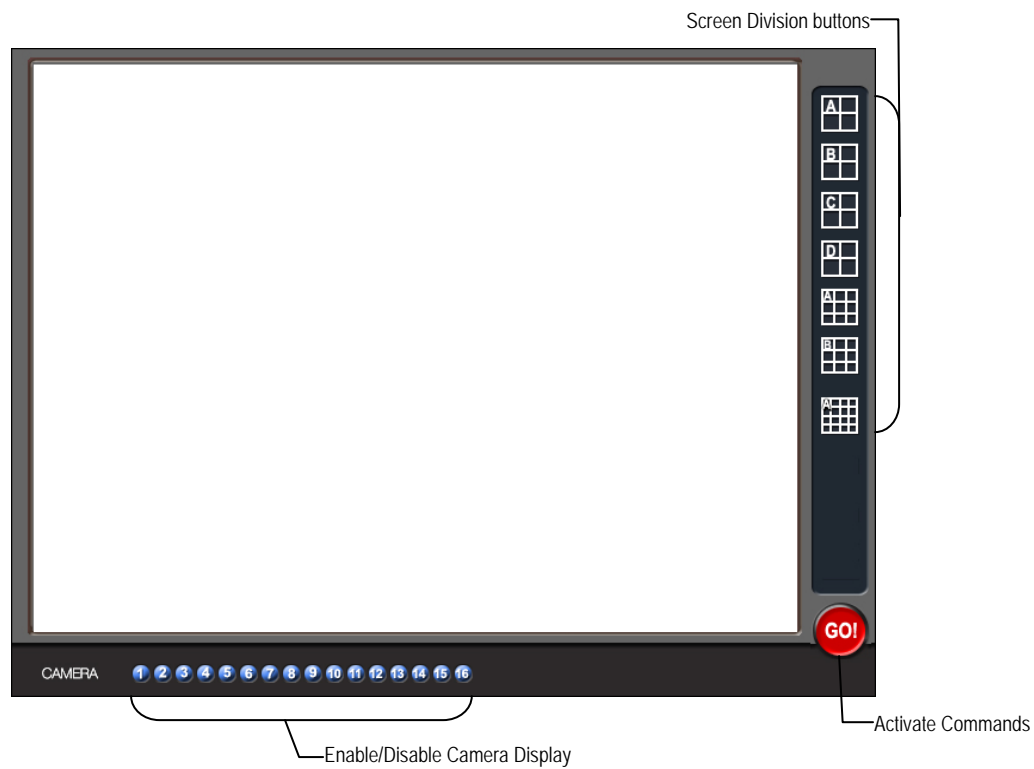 Screen Division buttons
A
B
C
D
A
B
A
GO!
CAMERA 1 2 3 4 5 6 7 8 9 10 11 12 13 14 15 16
Activate Commands
Enable/Disable Camera Display